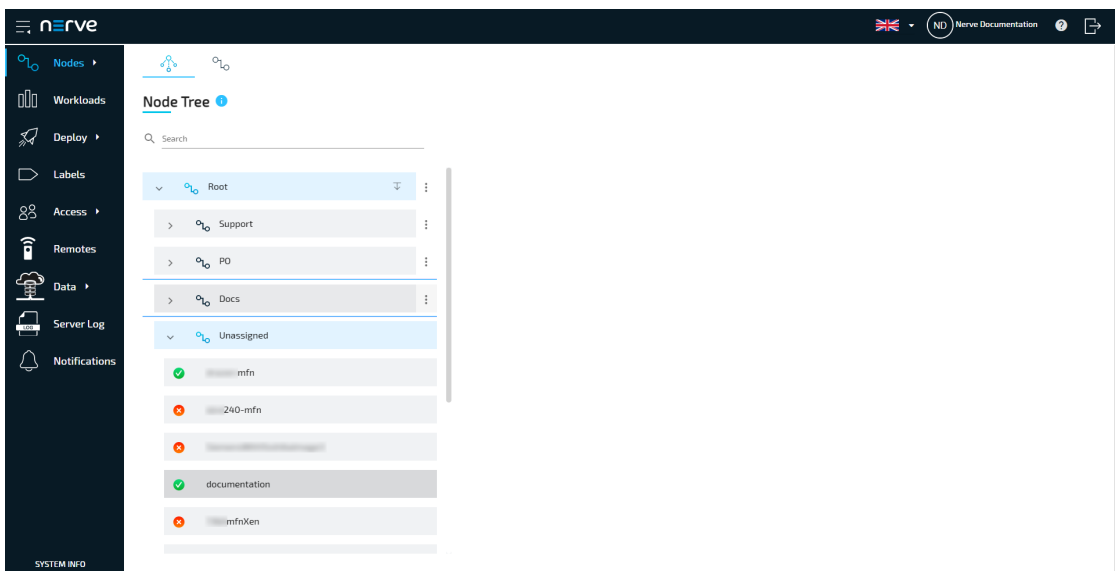 nerve
ND Nerve Documentation ?
Nodes
Workloads
Deploy
Labels
Access
Remotes
Data
LOG
Server Log
Notifications
SYSTEM INFO
Node Tree i
Search
Root
Support
PO
Docs
Unassigned
mfn
240-mfn
documentation
mfnXen